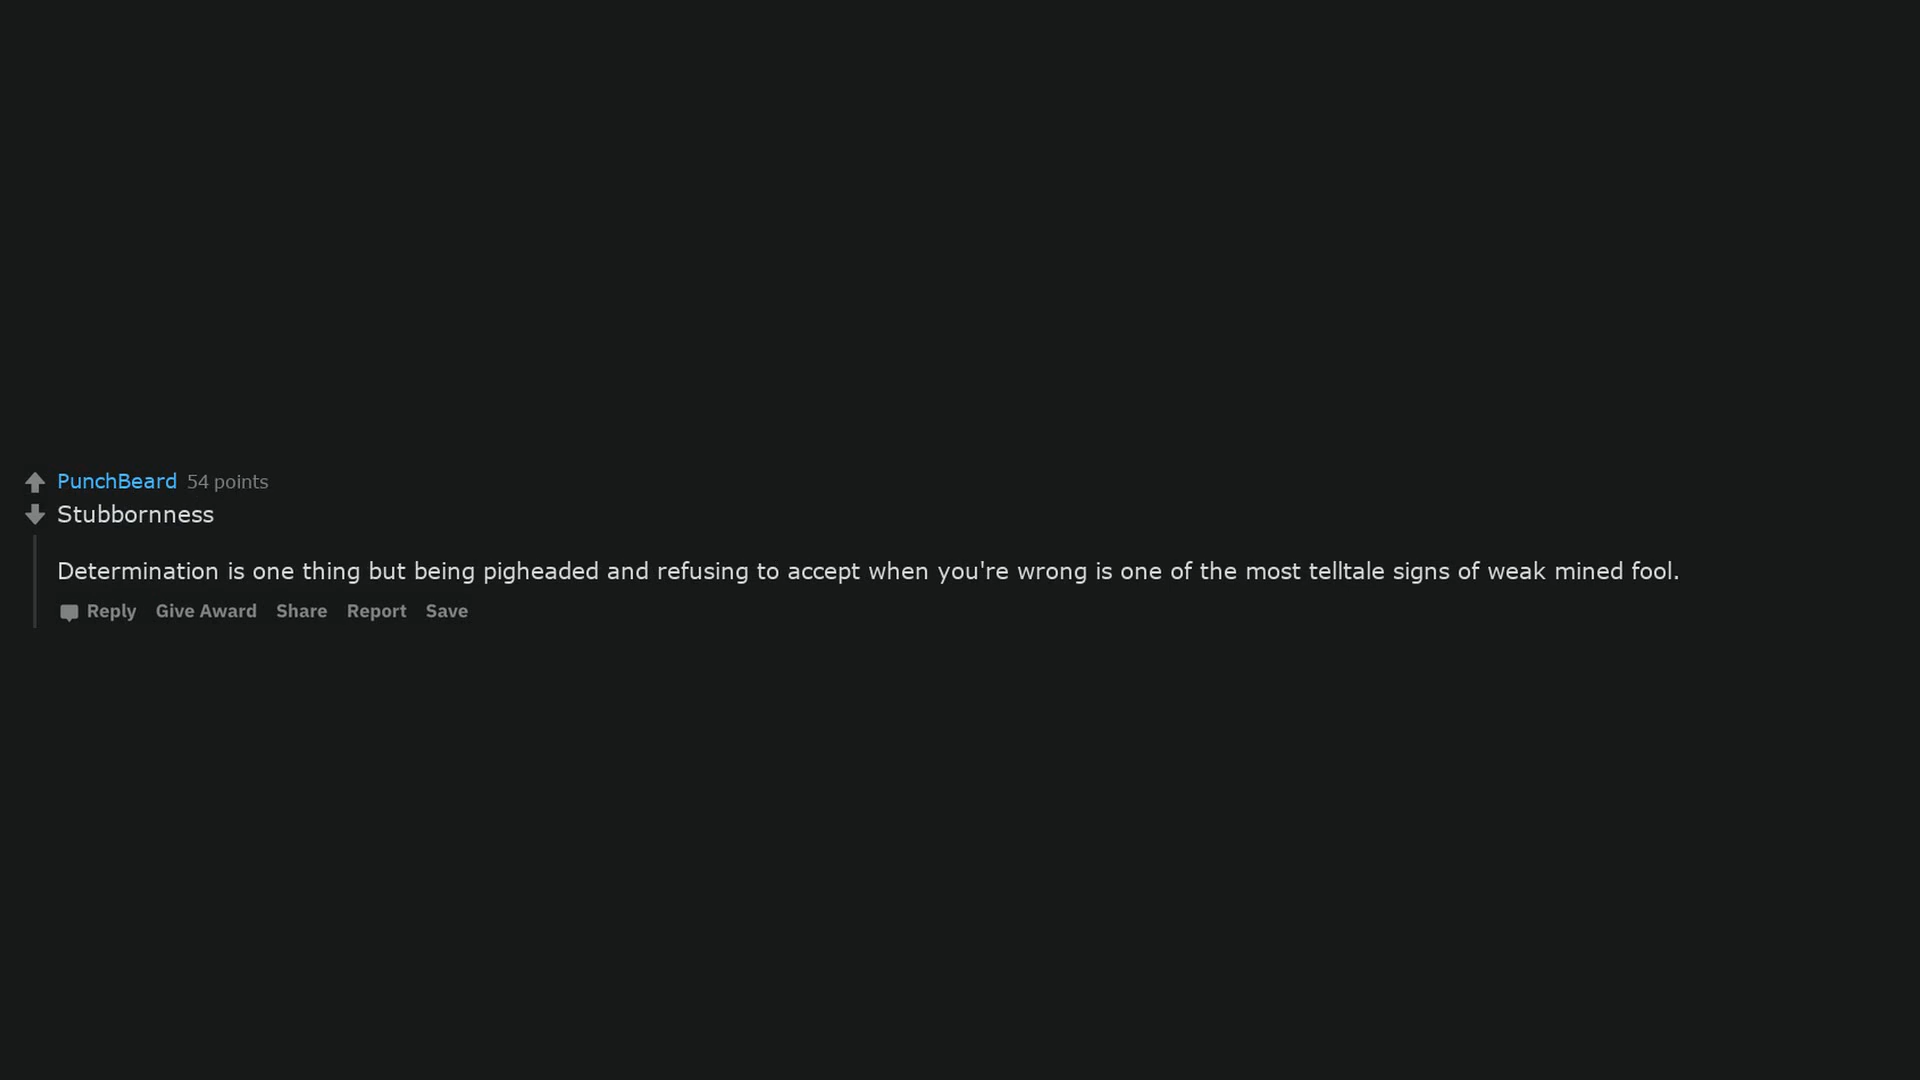 PunchBeard 54 points
Stubbornness
Determination is one thing but being pigheaded and refusing to accept when you're wrong is one of the most telltale signs of weak mined fool.
Reply Give Award Share Report Save